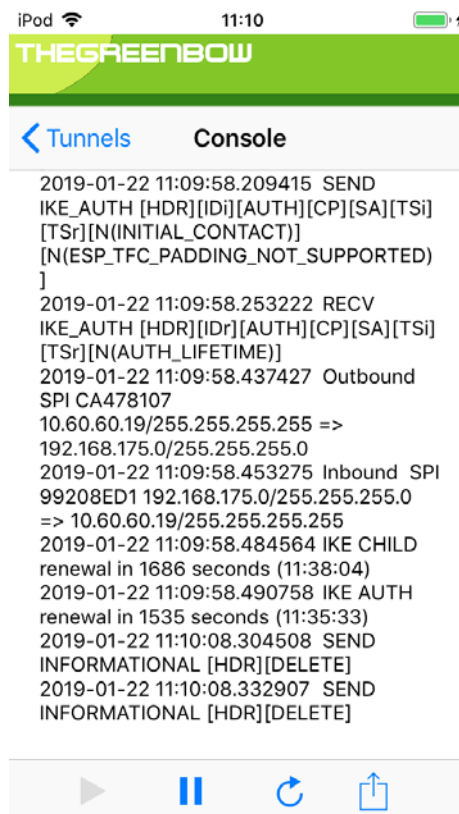 iPod 11:10
THEGREENBOW
Tunnels Console
2019-01-22 11:09:58.209415 SEND
IKE_AUTH [HDR][IDi][AUTH][CP][SA][TSi]
[TSr][N(INITIAL_CONTACT)]
[N(ESP_TFC_PADDING_NOT_SUPPORTED)
]
2019-01-22 11:09:58.253222 RECV
IKE_AUTH [HDR][IDr][AUTH][CP][SA][TSi]
[TSr][N(AUTH_LIFETIME)]
2019-01-22 11:09:58.437427 Outbound
SPI CA478107
10.60.60.19/255.255.255.255 =>
192.168.175.0/255.255.255.0
2019-01-22 11:09:58.453275 Inbound SPI
99208ED1 192.168.175.0/255.255.255.0
=> 10.60.60.19/255.255.255.255
2019-01-22 11:09:58.484564 IKE CHILD
renewal in 1686 seconds (11:38:04)
2019-01-22 11:09:58.490758 IKE AUTH
renewal in 1535 seconds (11:35:33)
2019-01-22 11:10:08.304508 SEND
INFORMATIONAL [HDR][DELETE]
2019-01-22 11:10:08.332907 SEND
INFORMATIONAL [HDR][DELETE]